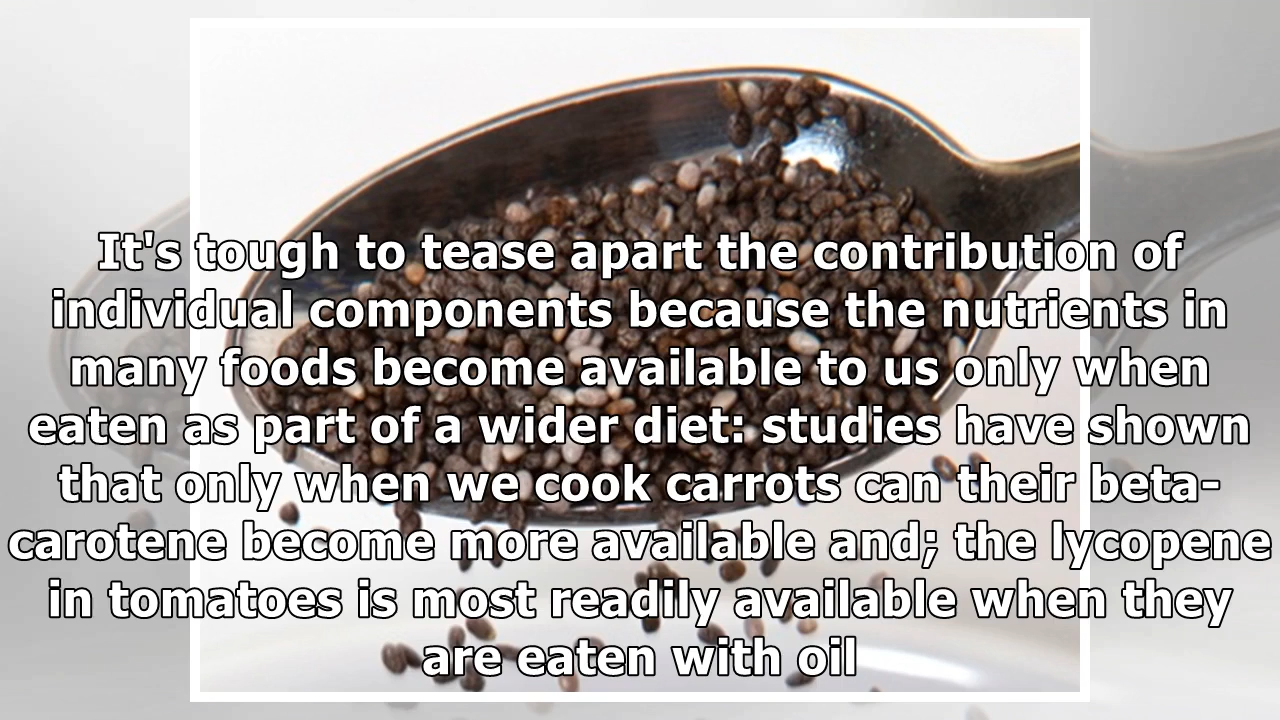 It's tough to tease apart the contribution of
individual components because the nutrients in
many foods become available to us only when
eaten as part of a wider diet: studies have shown
that only when we cook carrots can their beta-
carotene become more available and; the lycopene
in tomatoes is most readily available when they
are eaten with oil